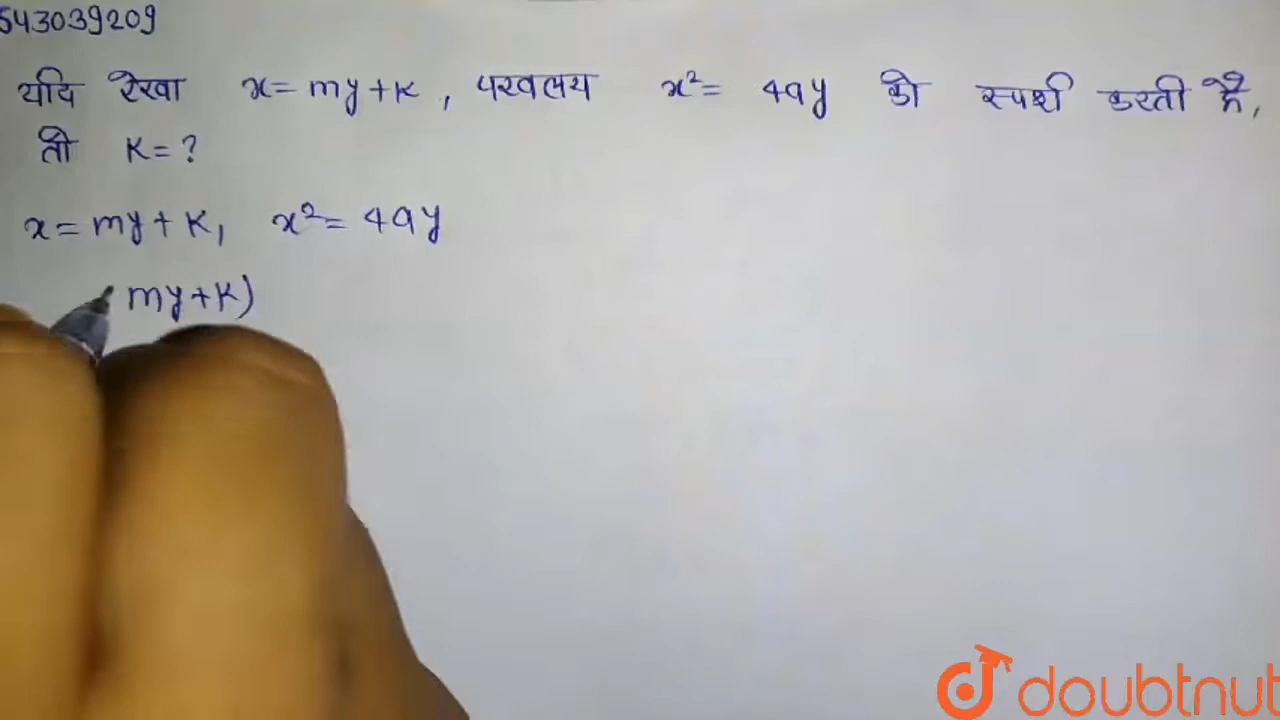 543039209
यदि रेखा x = my + k , परवलय x² = 4ay को स्पर्श करती है,
तो k = ?
x = my + k, x² = 4ay
my + k)
doubtnut